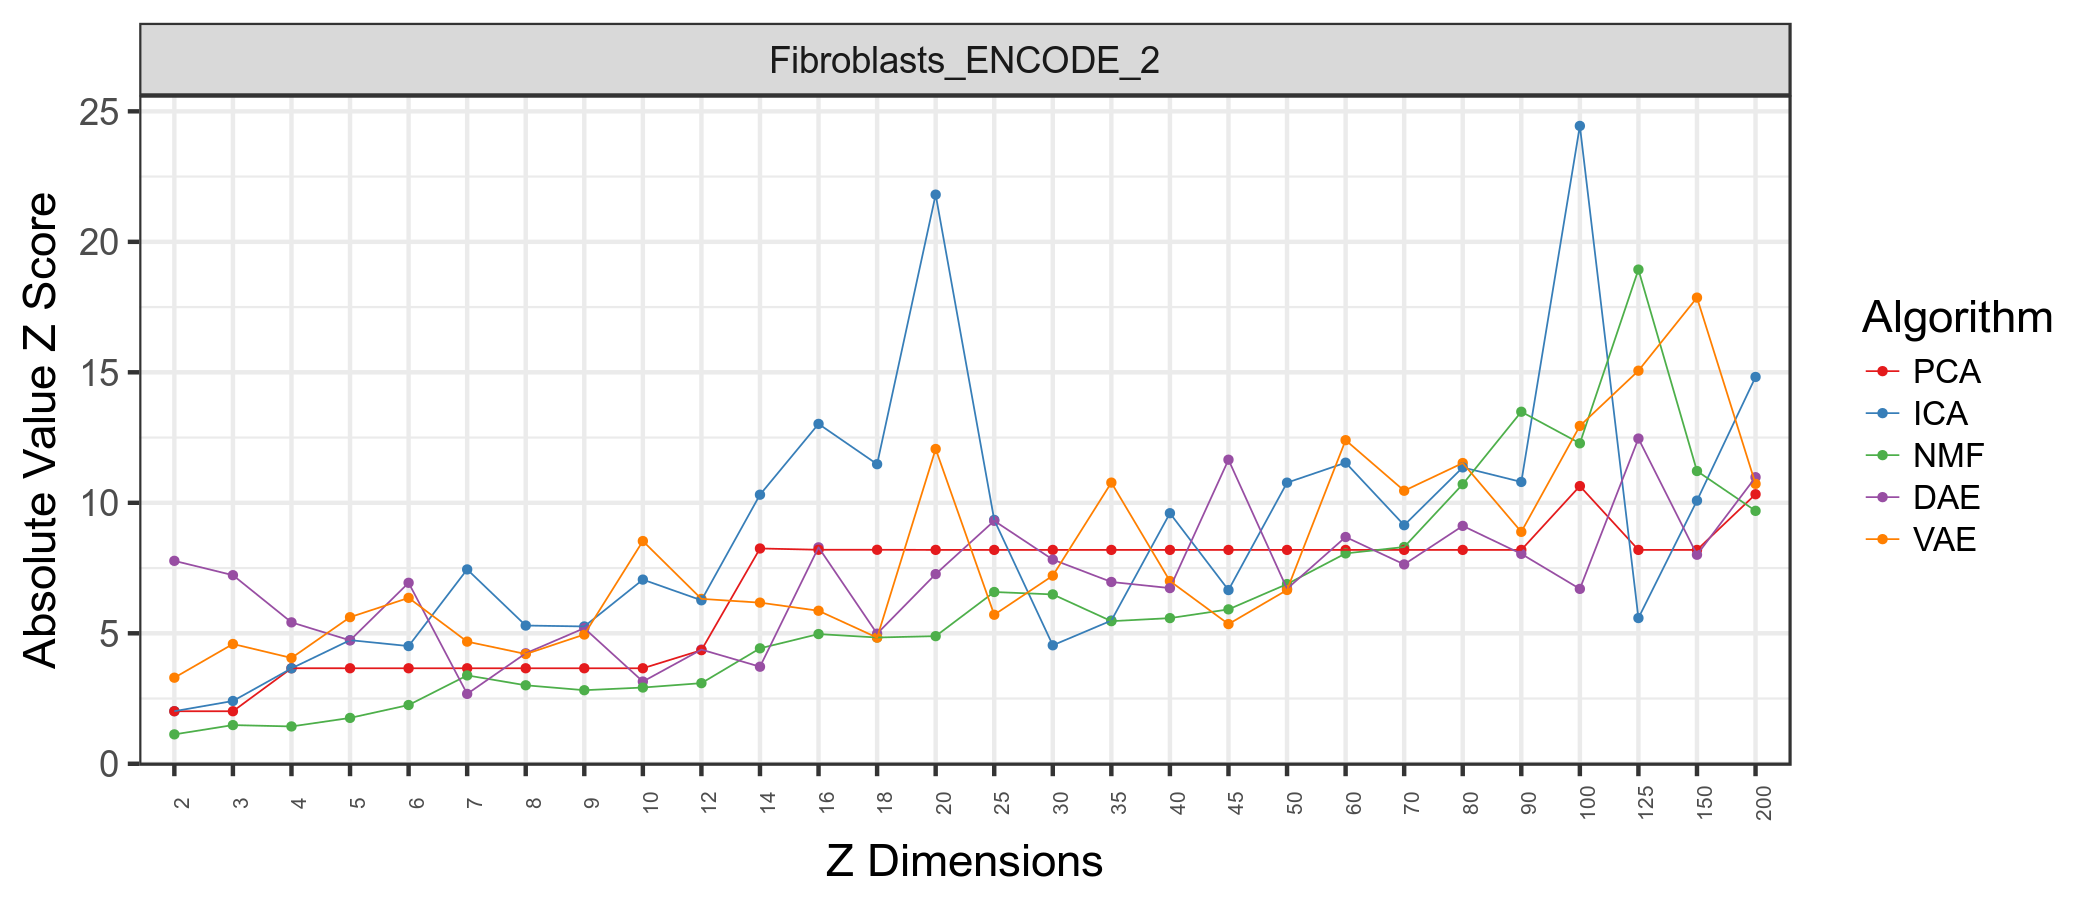 Fibroblasts_ENCODE_2
Absolute Value Z Score
25
20
15
10
5
0
2 3 4 5 6 7 8 9 10 12 14 16 18 20 25 30 35 40 45 50 60 70 80 90 100 125 150 200
Z Dimensions
Algorithm
PCA
ICA
NMF
DAE
VAE